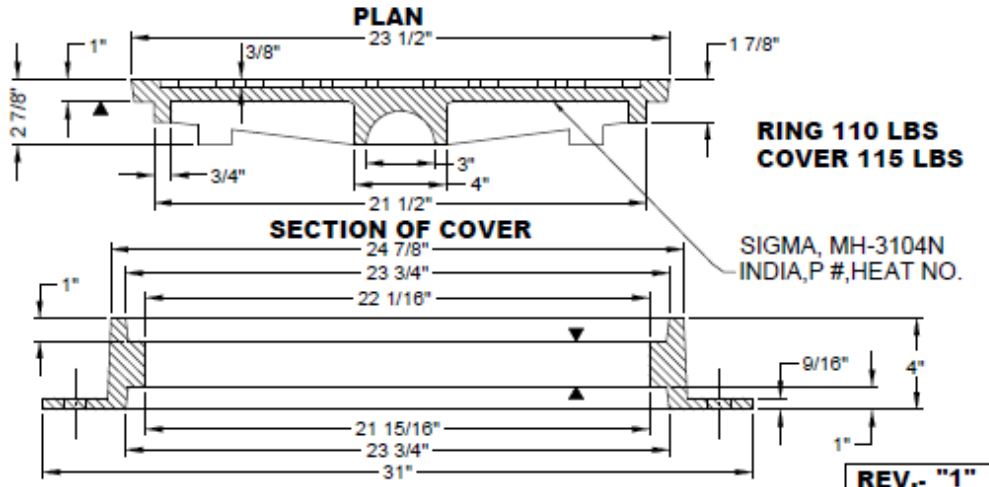 PLAN
23 1/2"
1"
3/8"
1 7/8"
2 7/8"
RING 110 LBS
COVER 115 LBS
3"
3/4"
4"
21 1/2"
SECTION OF COVER
SIGMA, MH-3104N
INDIA,P #,HEAT NO.
24 7/8"
23 3/4"
1"
22 1/16"
9/16"
4"
21 15/16"
23 3/4"
1"
31"
REV.- "1"